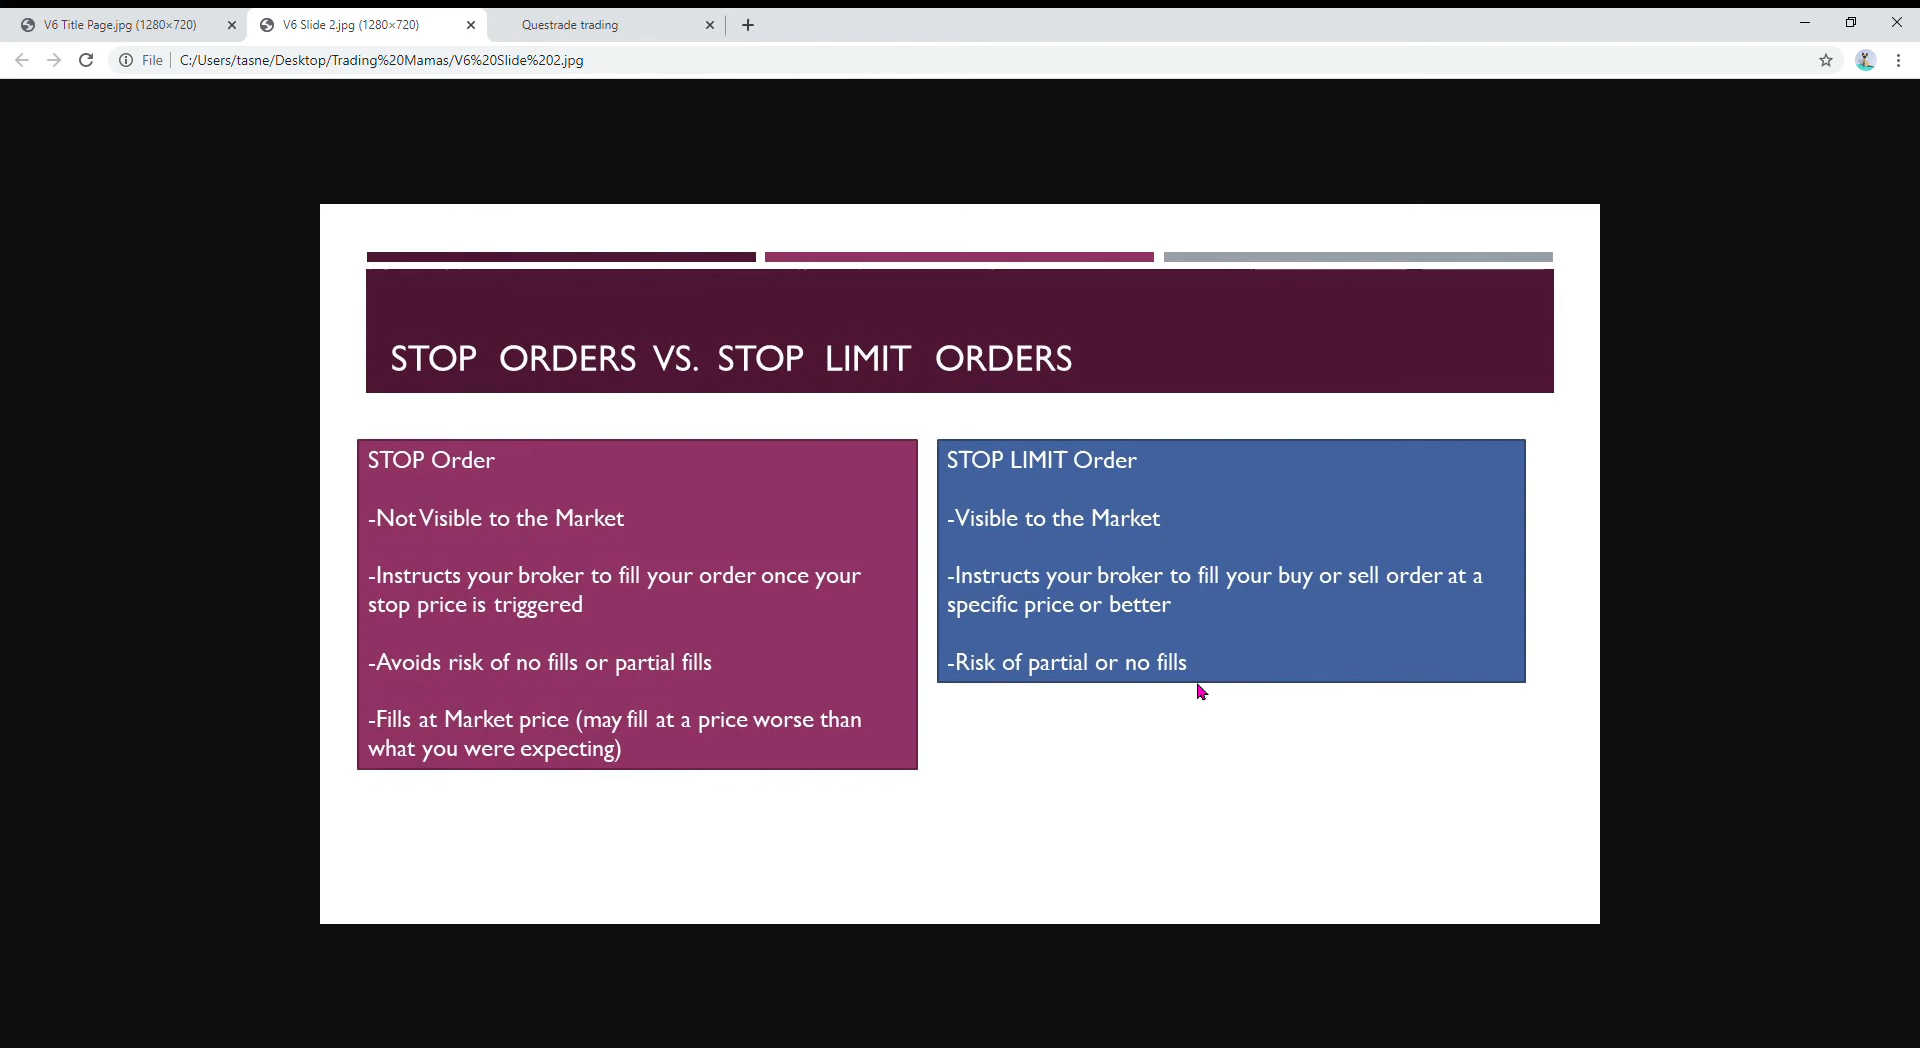 V6 Title Page.jpg (1280×720)
V6 Slide 2.jpg (1280×720)
Questrade trading
File
C:/Users/tasne/Desktop/Trading%20Mamas/V6%20Slide%202.jpg
STOP ORDERS VS. STOP LIMIT ORDERS
STOP Order
-Not Visible to the Market
-Instructs your broker to fill your order once your
stop price is triggered
-Avoids risk of no fills or partial fills
-Fills at Market price (may fill at a price worse than
what you were expecting)
STOP LIMIT Order
-Visible to the Market
-Instructs your broker to fill your buy or sell order at a
specific price or better
-Risk of partial or no fills